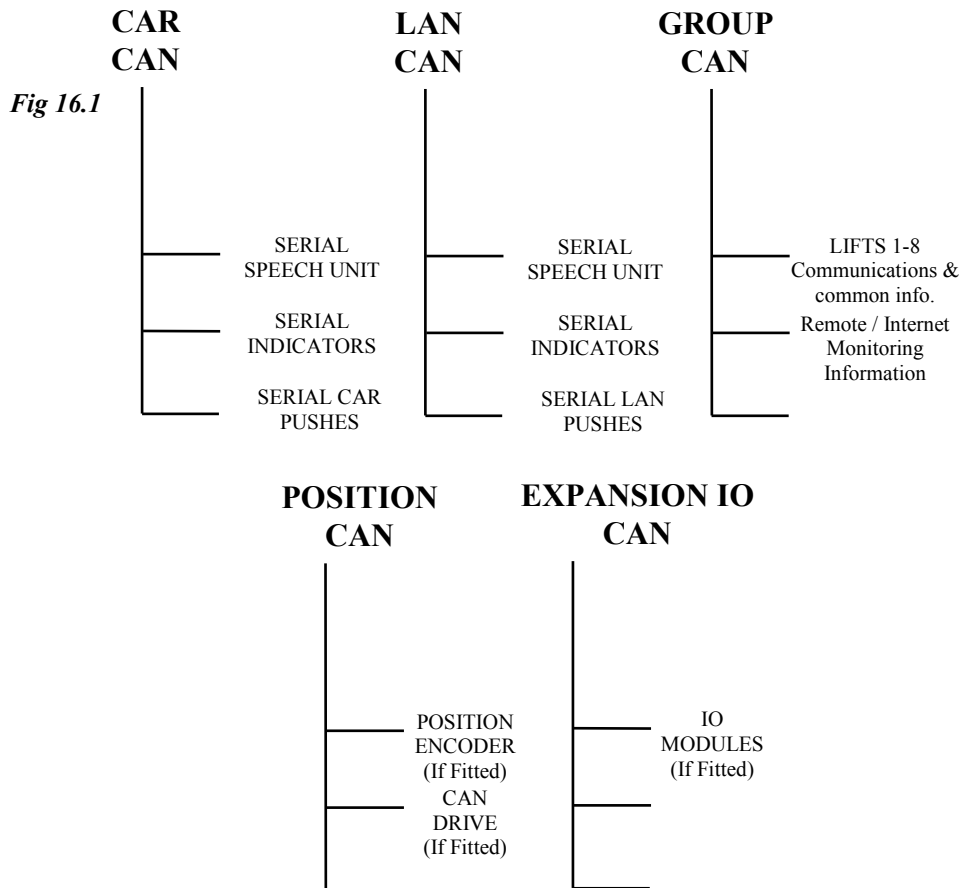 CAR
CAN
LAN
CAN
GROUP
CAN
Fig 16.1
SERIAL
SPEECH UNIT
SERIAL
INDICATORS
SERIAL CAR
PUSHES
SERIAL
SPEECH UNIT
SERIAL
INDICATORS
SERIAL LAN
PUSHES
LIFTS 1-8
Communications &
common info.
Remote / Internet
Monitoring
Information
POSITION
CAN
EXPANSION IO
CAN
POSITION
ENCODER
(If Fitted)
CAN
DRIVE
(If Fitted)
IO
MODULES
(If Fitted)